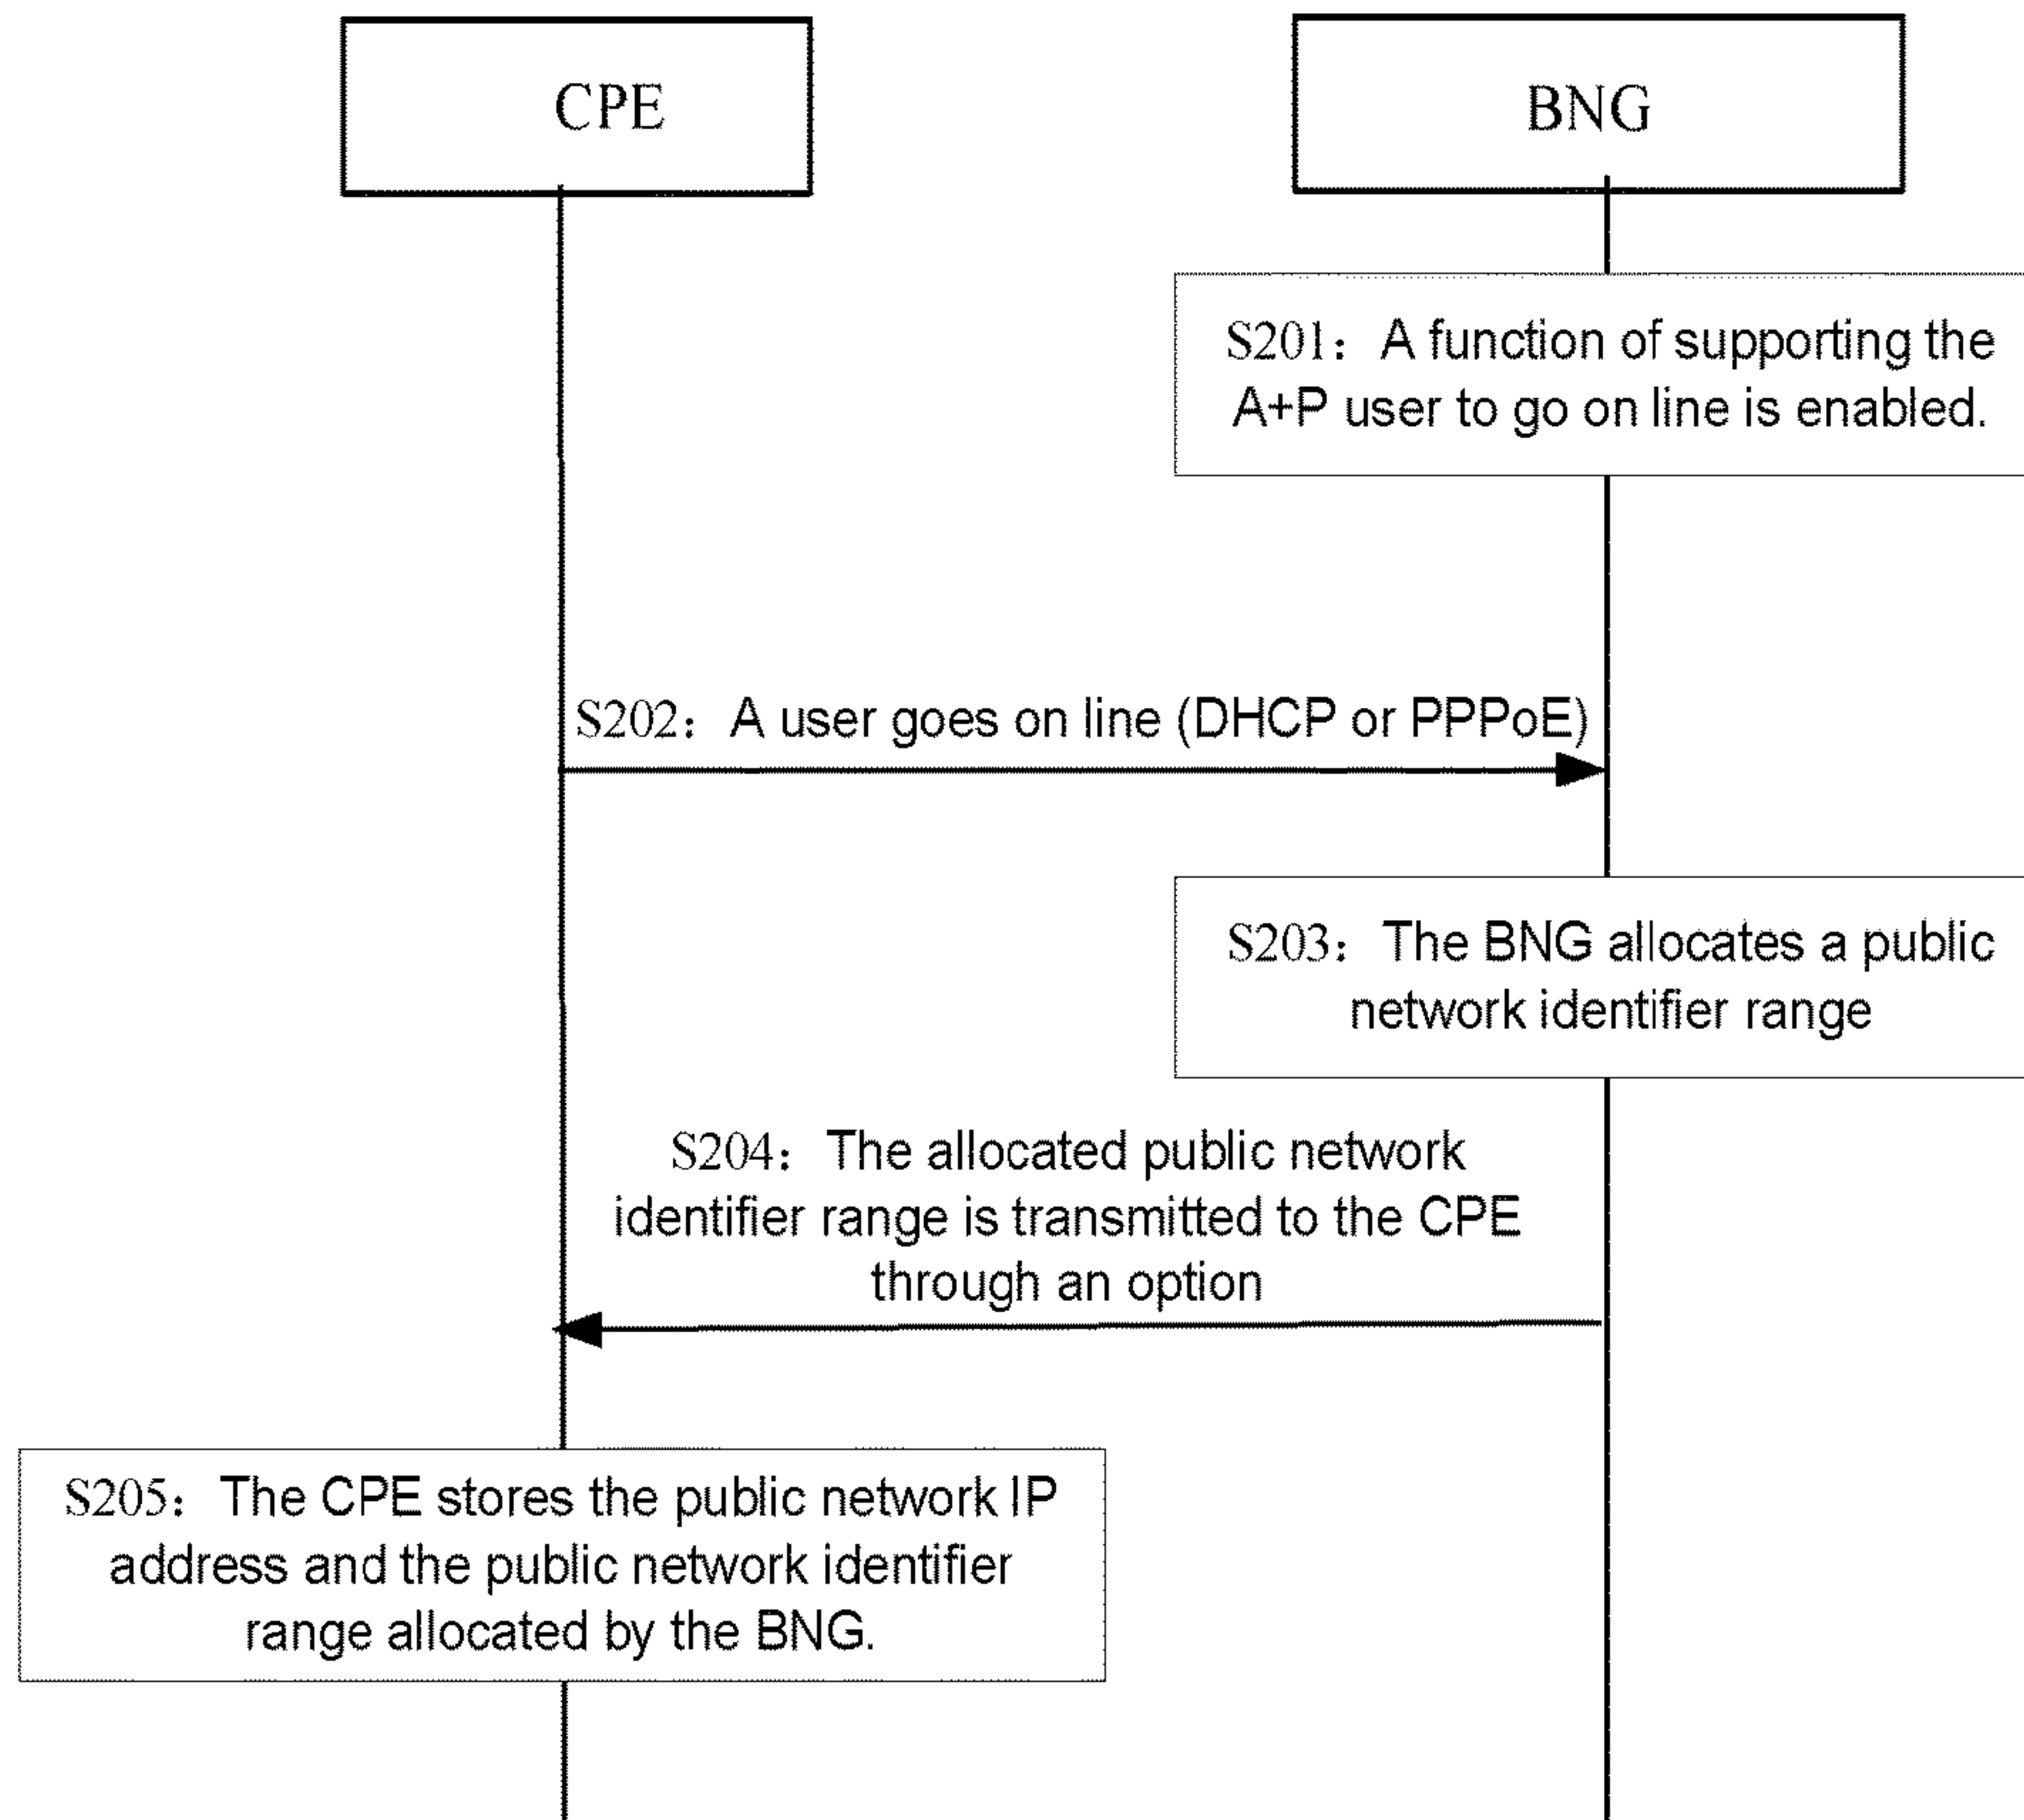 CPE
BNG
S201: A function of supporting the
A+P user to go on line is enabled.
S202: A user goes on line (DHCP or PPPoE)
S203: The BNG allocates a public
network identifier range
S204: The allocated public network
identifier range is transmitted to the CPE
through an option
S205: The CPE stores the public network IP
address and the public network identifier
range allocated by the BNG.